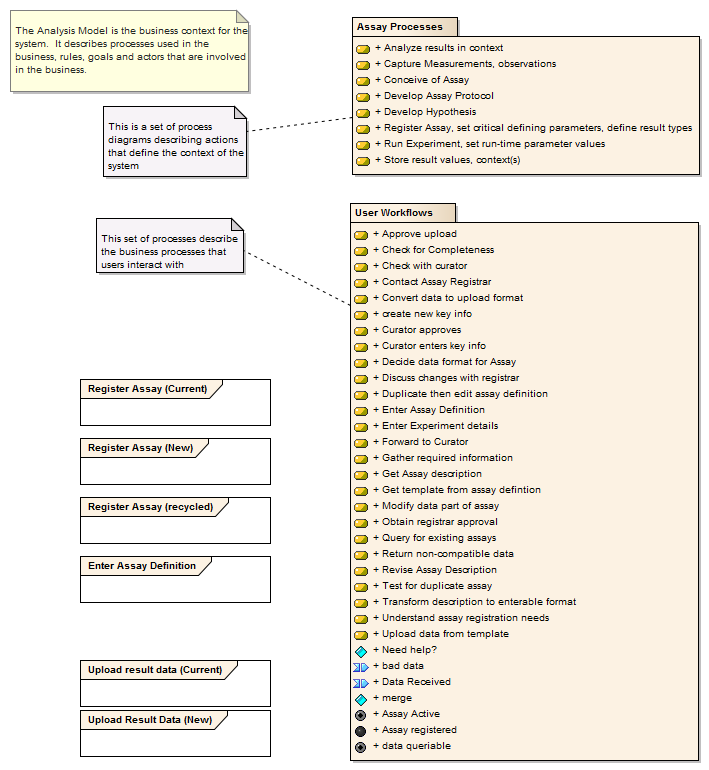 The Analysis Model is the business context for the
system.  It describes processes used in the
business, rules, goals and actors that are involved
in the business.
This is a set of process
diagrams describing actions
that define the context of the
system
Assay Processes
+ Analyze results in context
+ Capture Measurements, observations
+ Conceive of Assay
+ Develop Assay Protocol
+ Develop Hypothesis
+ Register Assay, set critical defining parameters, define result types
+ Run Experiment, set run-time parameter values
+ Store result values, context(s)
This set of processes describe
the business processes that
users interact with
User Workflows
+ Approve upload
+ Check for Completeness
+ Check with curator
+ Contact Assay Registrar
+ Convert data to upload format
+ create new key info
+ Curator approves
+ Curator enters key info
+ Decide data format for Assay
+ Discuss changes with registrar
+ Duplicate then edit assay definition
+ Enter Assay Definition
+ Enter Experiment details
+ Forward to Curator
+ Gather required information
+ Get Assay description
+ Get template from assay defintion
+ Modify data part of assay
+ Obtain registrar approval
+ Query for existing assays
+ Return non-compatible data
+ Revise Assay Description
+ Test for duplicate assay
+ Transform description to enterable format
+ Understand assay registration needs
+ Upload data from template
+ Need help?
+ bad data
+ Data Received
+ merge
+ Assay Active
+ Assay registered
+ data queriable
Register Assay (Current)
Register Assay (New)
Register Assay (recycled)
Enter Assay Definition
Upload result data (Current)
Upload Result Data (New)